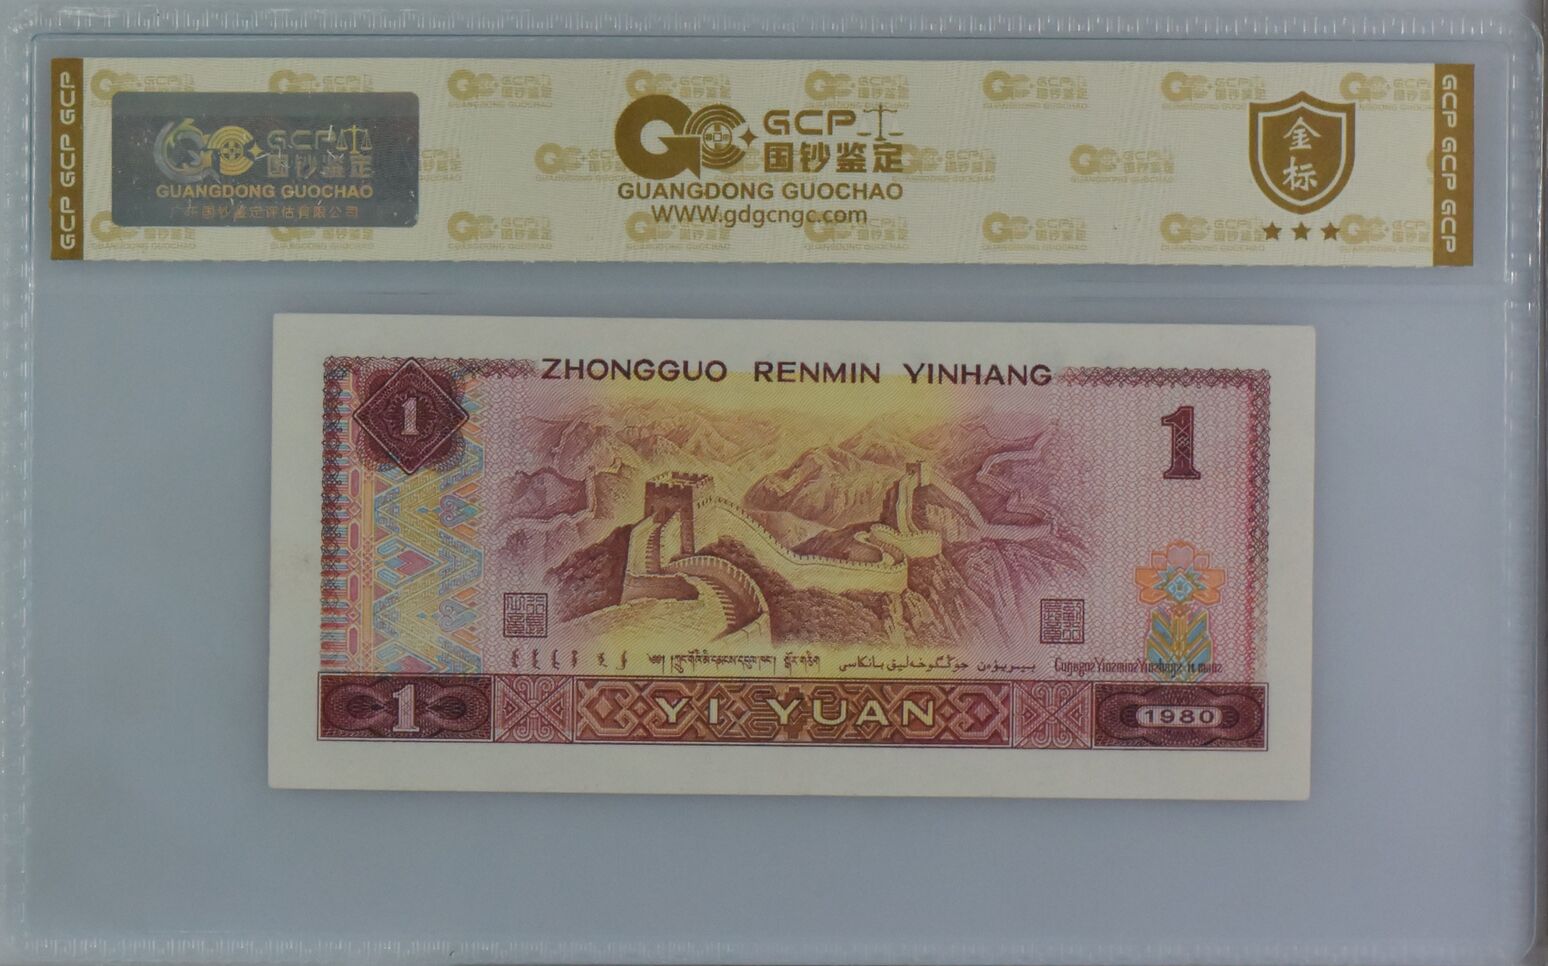 GCP GCP GCP
GCP
国钞鉴定
GUANGDONG GUOCHAO
广东国钞鉴定评估有限公司
GCP
国钞鉴定
GUANGDONG GUOCHAO
WWW.gdgcngc.com
金标
GCP GCP GCP
ZHONGGUO RENMIN YINHANG
1
1
1
YI YUAN
1980